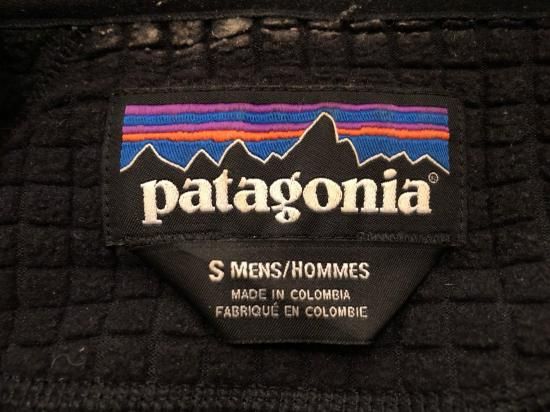 patagonia®
S MENS/HOMMES
MADE IN COLOMBIA
FABRIQUÉ EN COLOMBIE